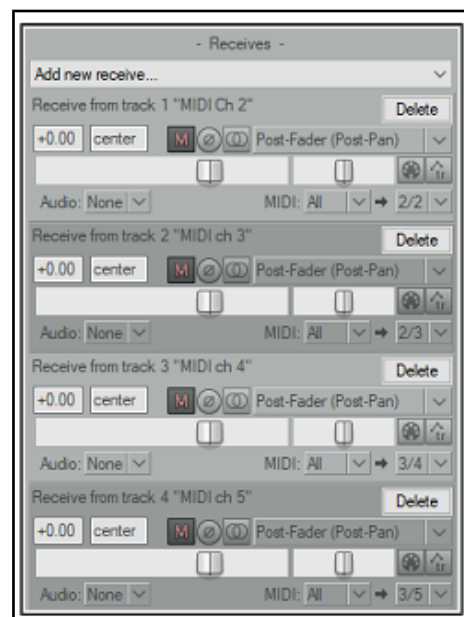 - Receives -
Add new receive...
Receive from track 1 "MIDI Ch 2" Delete
+0.00 center M Post-Fader (Post-Pan)
tr
Audio: None MIDI: All 2/2
Receive from track 2 "MIDI ch 3" Delete
+0.00 center M Post-Fader (Post-Pan)
tr
Audio: None MIDI: All 2/3
Receive from track 3 "MIDI ch 4" Delete
+0.00 center M Post-Fader (Post-Pan)
tr
Audio: None MIDI: All 3/4
Receive from track 4 "MIDI ch 5" Delete
+0.00 center M Post-Fader (Post-Pan)
tr
Audio: None MIDI: All 3/5